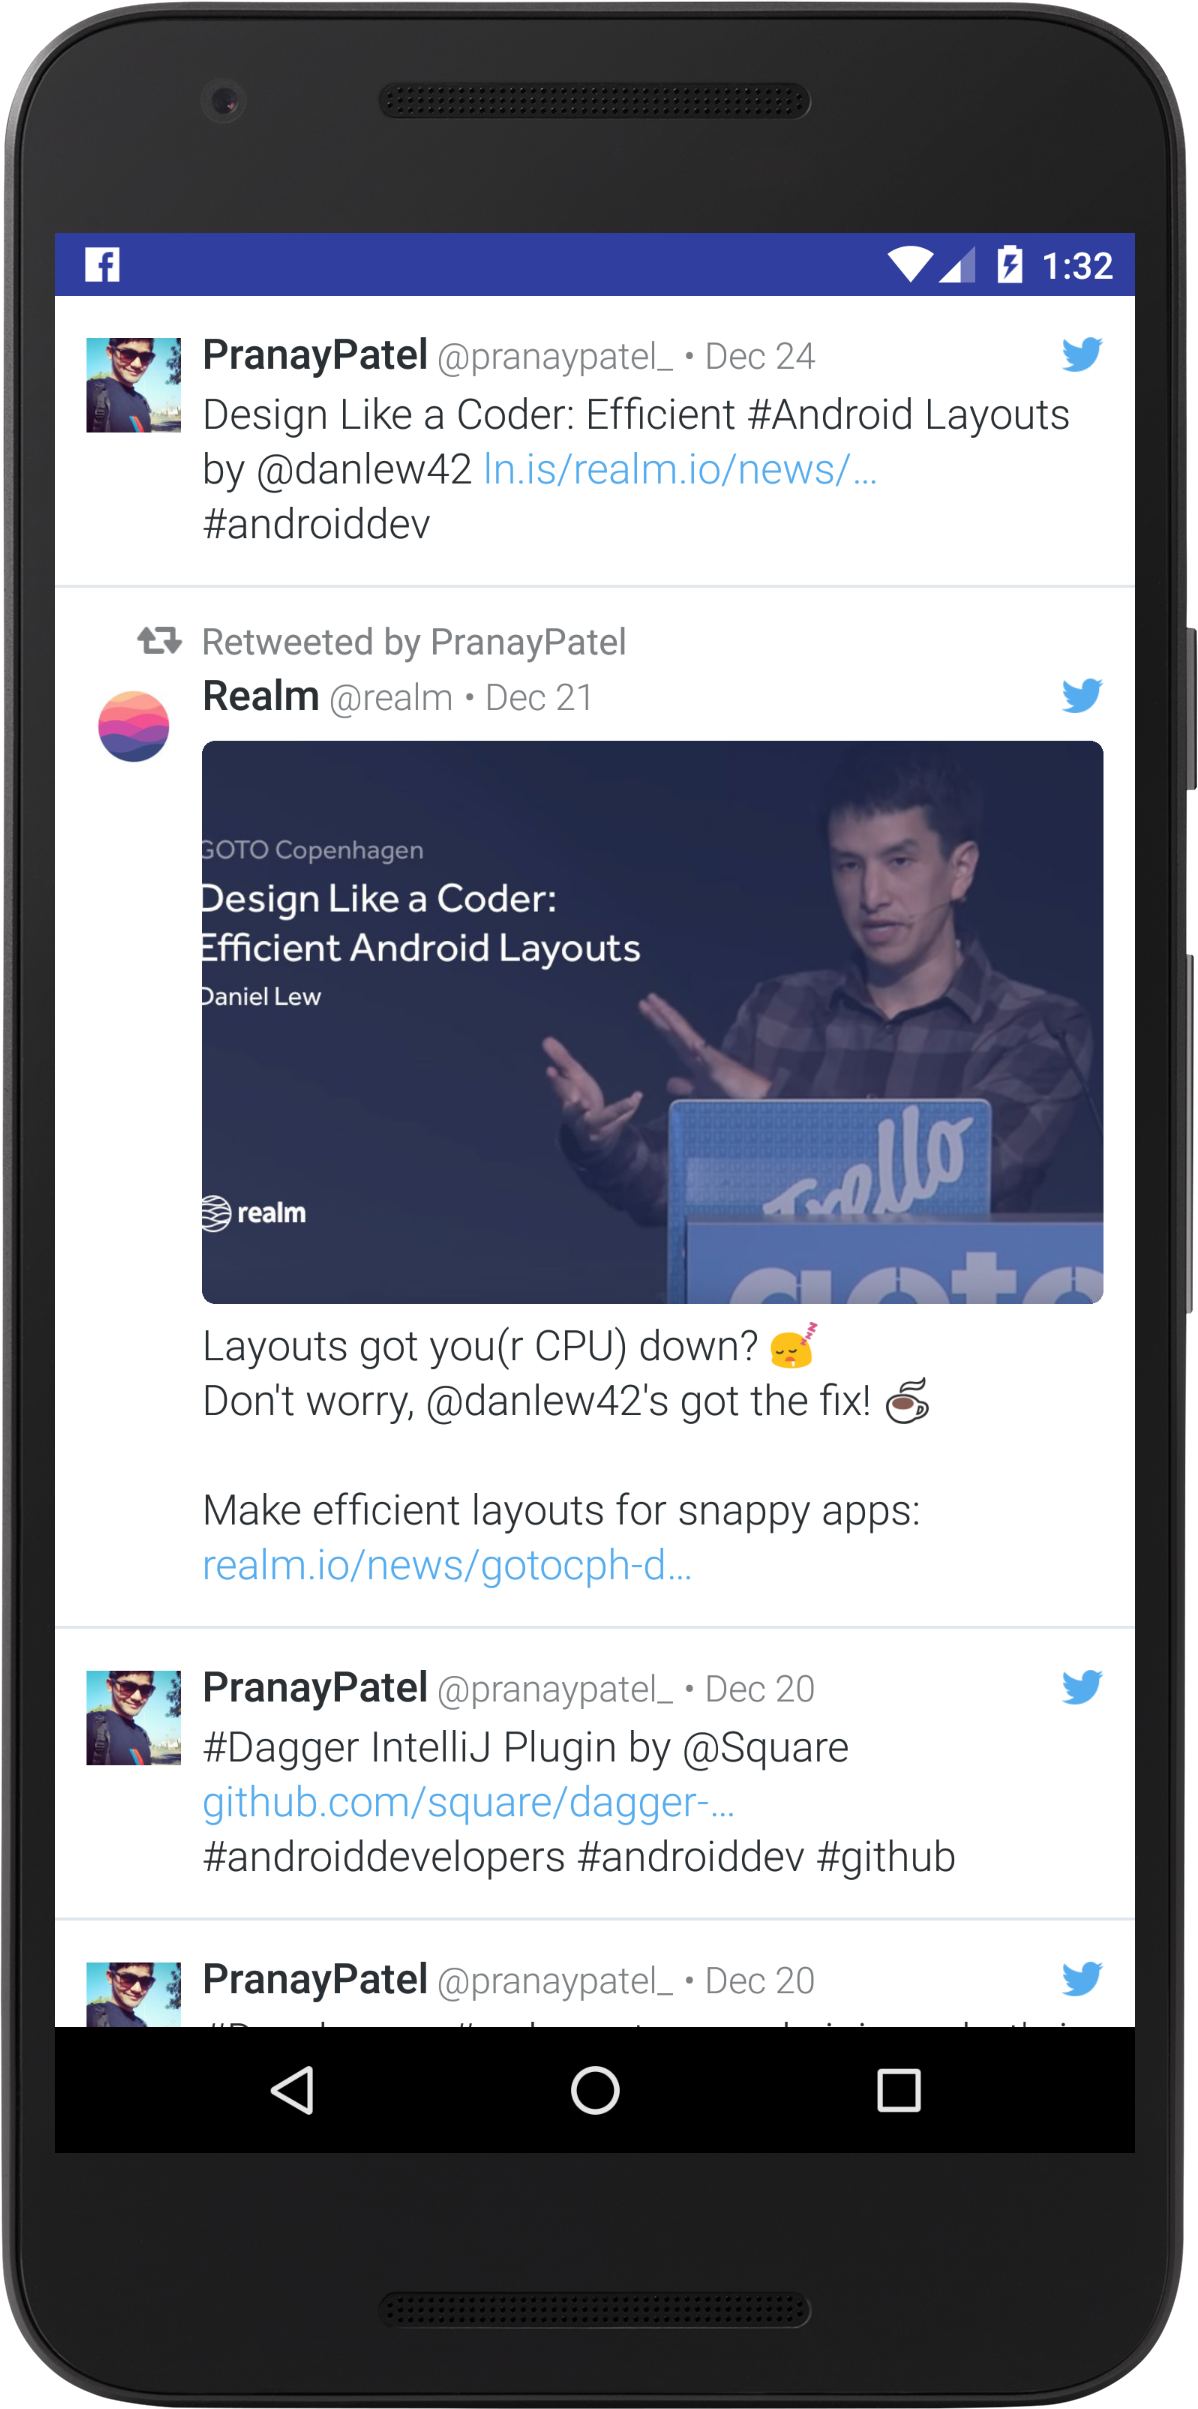 1:32
PranayPatel @pranaypatel_ • Dec 24
Design Like a Coder: Efficient #Android Layouts
by @danlew42 ln.is/realm.io/news/…
#androiddev
Retweeted by PranayPatel
Realm @realm • Dec 21
GOTO Copenhagen
Design Like a Coder:
Efficient Android Layouts
Daniel Lew
Trello
realm
goto
Layouts got you(r CPU) down? 😴
Don't worry, @danlew42's got the fix! ☕
Make efficient layouts for snappy apps:
realm.io/news/gotocph-d…
PranayPatel @pranaypatel_ • Dec 20
#Dagger IntelliJ Plugin by @Square
github.com/square/dagger-…
#androiddevelopers #androiddev #github
PranayPatel @pranaypatel_ • Dec 20